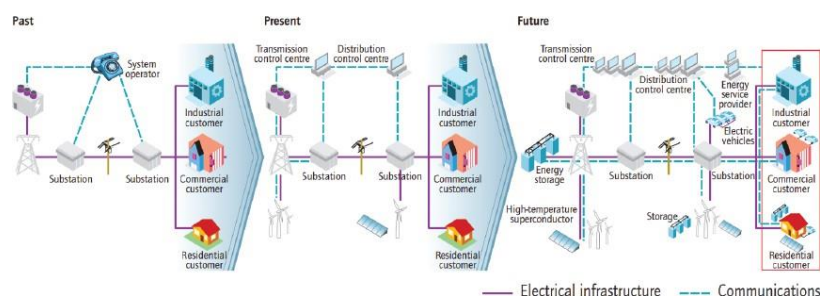 Past
System
operator
Substation
Substation
Industrial
customer
Commercial
customer
Residential
customer
Present
Transmission
control centre
Distribution
control centre
Substation
Substation
Industrial
customer
Commercial
customer
Residential
customer
Future
Transmission
control centre
Distribution
control centre
Energy
service
provider
Electric
vehicles
Energy
storage
Substation
Substation
High-temperature
superconductor
Storage
Industrial
customer
Commercial
customer
Residential
customer
Electrical infrastructure
Communications